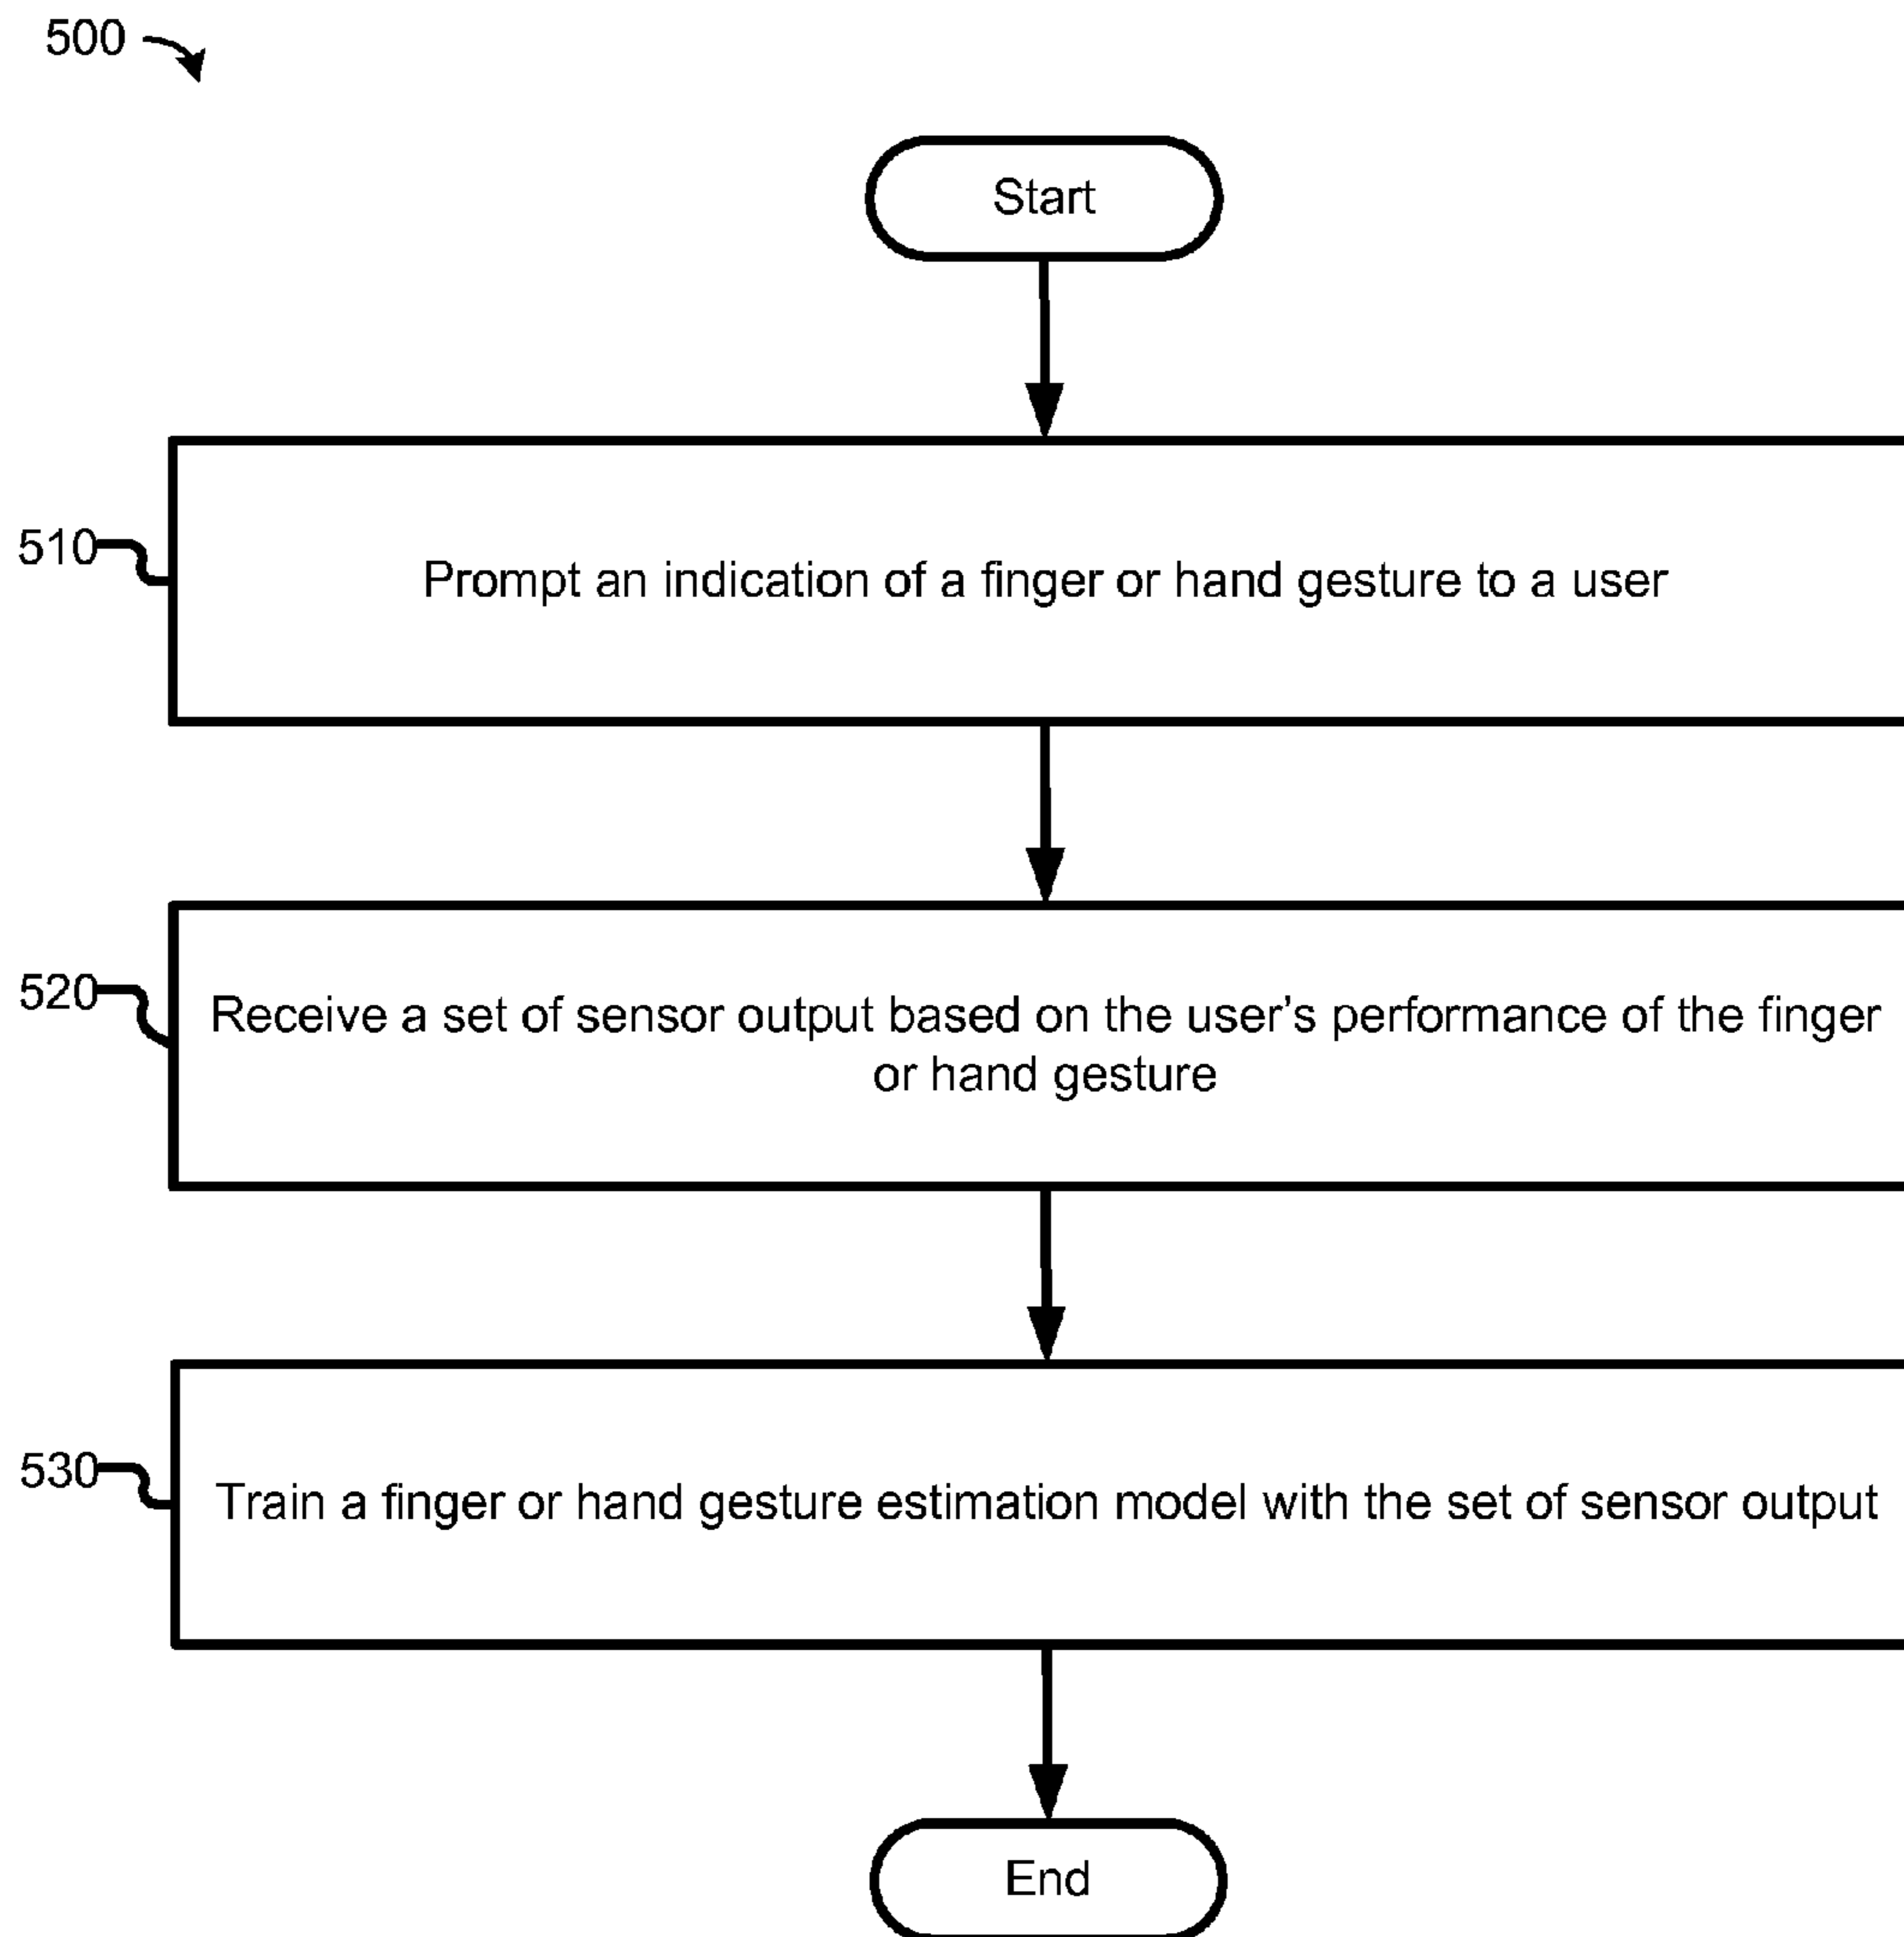 500
Start
510
Prompt an indication of a finger or hand gesture to a user
520
Receive a set of sensor output based on the user's performance of the finger
or hand gesture
530
Train a finger or hand gesture estimation model with the set of sensor output
End